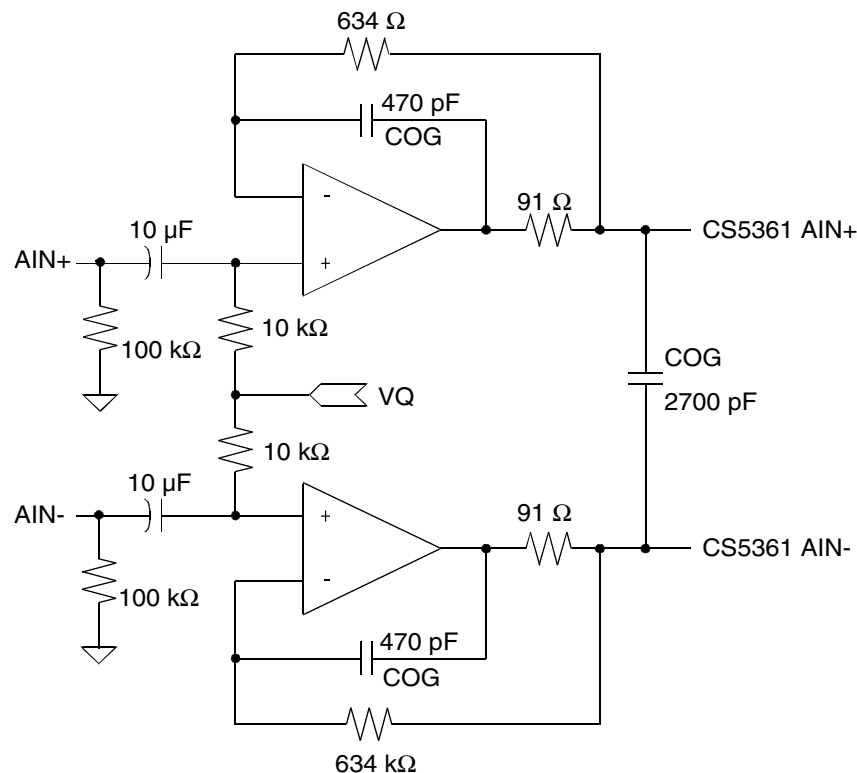 634 Ω
470 pF
COG
-
91 Ω
10 µF
CS5361 AIN+
AIN+
+
10 kΩ
100 kΩ
COG
VQ
2700 pF
10 kΩ
10 µF
91 Ω
AIN-
+
CS5361 AIN-
-
100 kΩ
470 pF
COG
634 kΩ